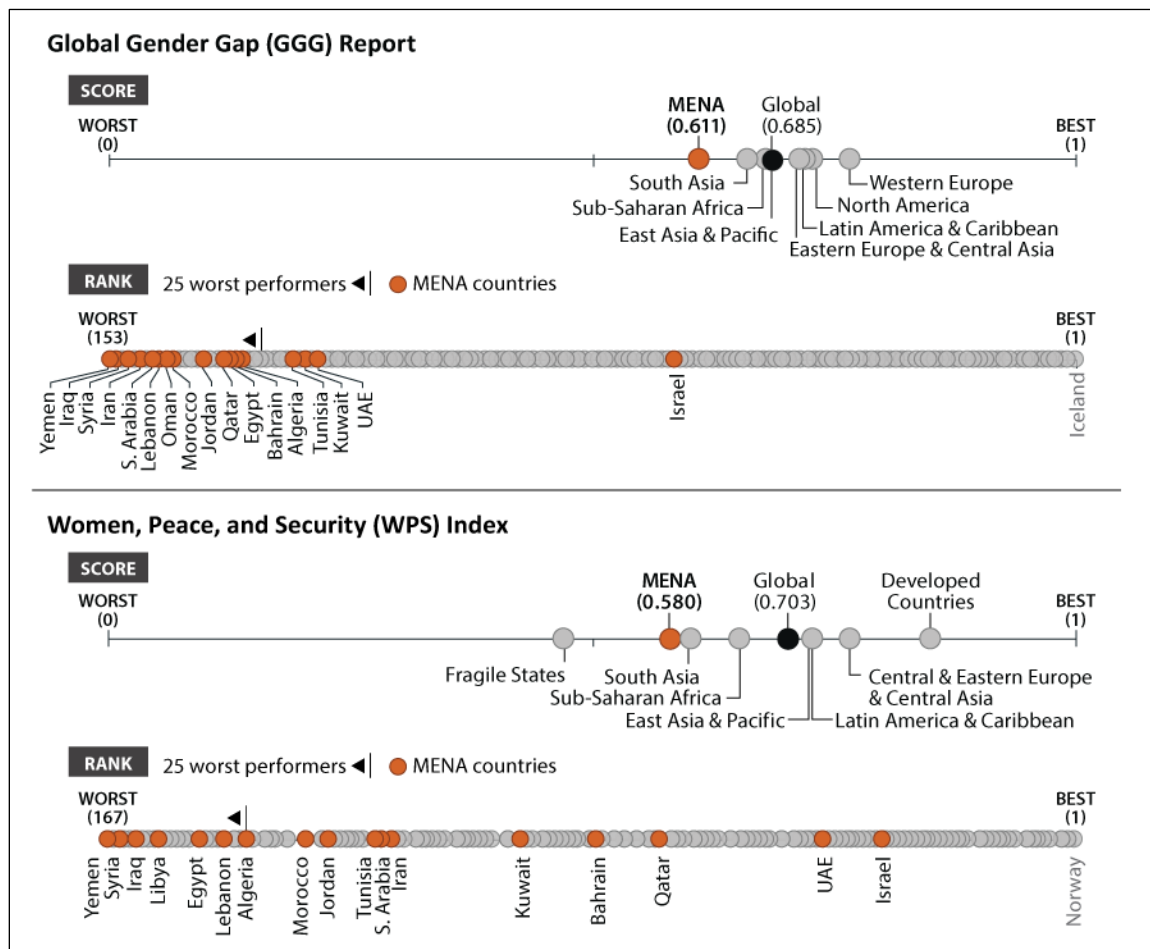 Global Gender Gap (GGG) Report
SCORE
WORST
(0)
MENA
(0.611)
Global
(0.685)
BEST
(1)
South Asia
Western Europe
Sub-Saharan Africa
North America
East Asia & Pacific
Latin America & Caribbean
Eastern Europe & Central Asia
RANK
25 worst performers
MENA countries
WORST
(153)
BEST
(1)
Yemen
Iraq
Syria
Iran
S. Arabia
Lebanon
Oman
Morocco
Jordan
Qatar
Egypt
Bahrain
Algeria
Tunisia
Kuwait
UAE
Israel
Iceland
Women, Peace, and Security (WPS) Index
SCORE
WORST
(0)
MENA
(0.580)
Global
(0.703)
Developed
Countries
BEST
(1)
Fragile States
South Asia
Sub-Saharan Africa
East Asia & Pacific
Central & Eastern Europe
& Central Asia
Latin America & Caribbean
RANK
25 worst performers
MENA countries
WORST
(167)
BEST
(1)
Yemen
Syria
Iraq
Libya
Egypt
Lebanon
Algeria
Morocco
Jordan
Tunisia
S. Arabia
Iran
Kuwait
Bahrain
Qatar
UAE
Israel
Norway